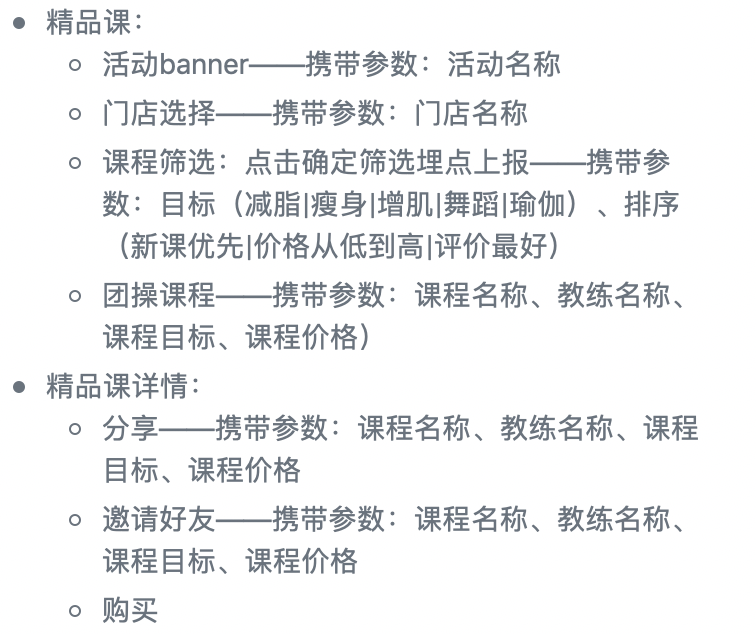 精品课：
活动banner——携带参数：活动名称
门店选择——携带参数：门店名称
课程筛选：点击确定筛选埋点上报——携带参
数：目标（减脂|瘦身|增肌|舞蹈|瑜伽）、排序
（新课优先|价格从低到高|评价最好）
团操课程——携带参数：课程名称、教练名称、
课程目标、课程价格）
精品课详情：
分享——携带参数：课程名称、教练名称、课程
目标、课程价格
邀请好友——携带参数：课程名称、教练名称、
课程目标、课程价格
购买